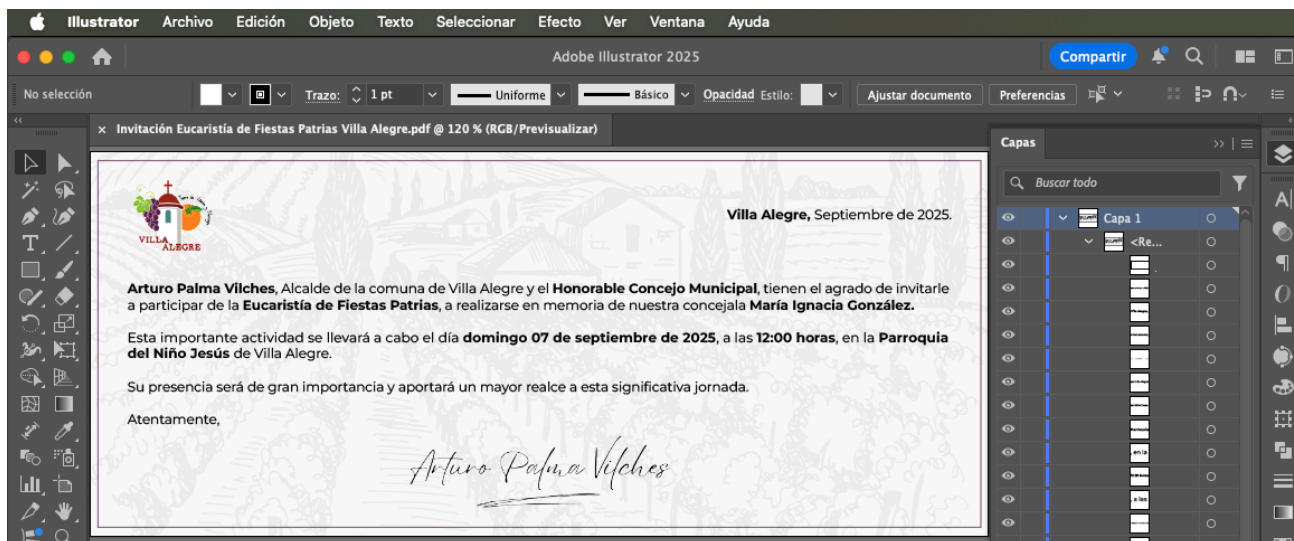 Illustrator Archivo Edición Objeto Texto Seleccionar Efecto Ver Ventana Ayuda
Adobe Illustrator 2025
Compartir
No selección
Trazo:
1 pt
Uniforme
Básico
Opacidad
Estilo:
Ajustar documento
Preferencias
× Invitación Eucaristía de Fiestas Patrias Villa Alegre.pdf @ 120 % (RGB/Previsualizar)
Capas
Buscar todo
Capa 1
<Re...
VILLA
ALEGRE
Villa Alegre, Septiembre de 2025.
Arturo Palma Vilches, Alcalde de la comuna de Villa Alegre y el Honorable Concejo Municipal, tienen el agrado de invitarle
a participar de la Eucaristía de Fiestas Patrias, a realizarse en memoria de nuestra concejala María Ignacia González.
Esta importante actividad se llevará a cabo el día domingo 07 de septiembre de 2025, a las 12:00 horas, en la Parroquia
del Niño Jesús de Villa Alegre.
Su presencia será de gran importancia y aportará un mayor realce a esta significativa jornada.
Atentamente,
Arturo Palma Vilches
, en la
, a las